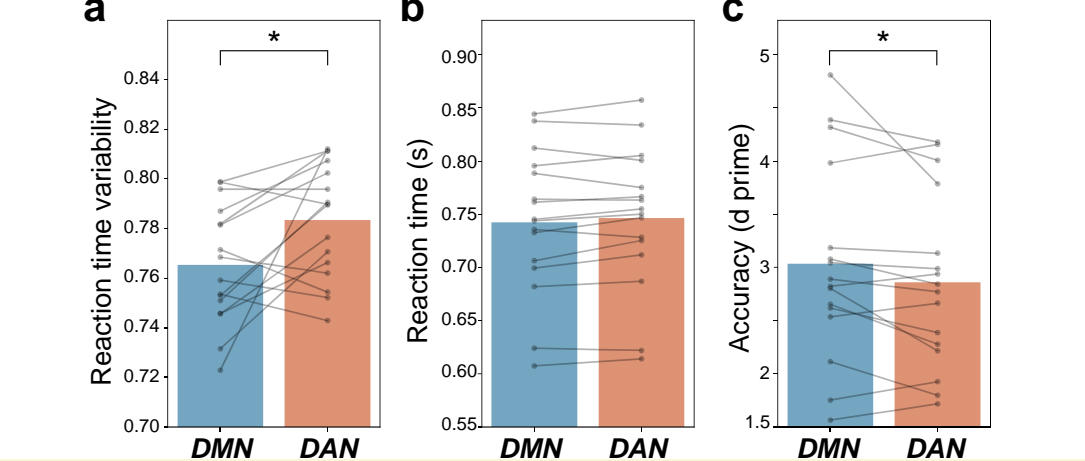 a
*
Reaction time variability
0.84
0.82
0.80
0.78
0.76
0.74
0.72
0.70
DMN DAN
b
Reaction time (s)
0.90
0.85
0.80
0.75
0.70
0.65
0.60
0.55
DMN DAN
c
*
Accuracy (d prime)
5
4
3
2
1.5
DMN DAN